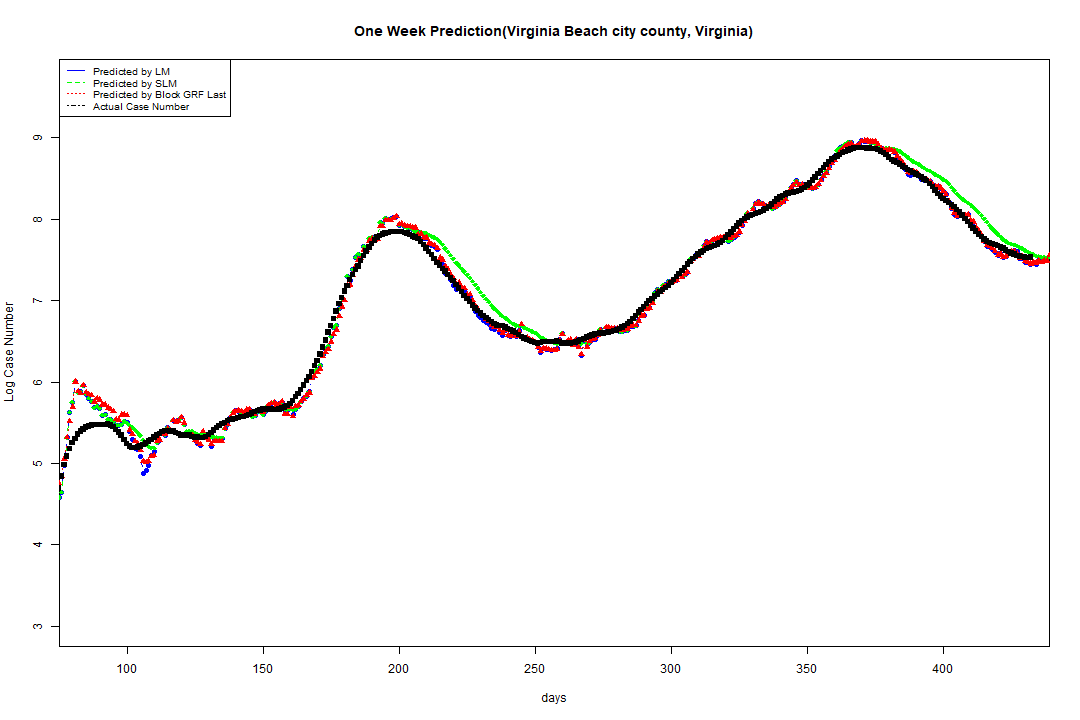 One Week Prediction(Virginia Beach city county, Virginia)
Predicted by LM
Predicted by SLM
Predicted by Block GRF Last
Actual Case Number
9
8
7
6
5
4
3
Log Case Number
100 150 200 250 300 350 400
days